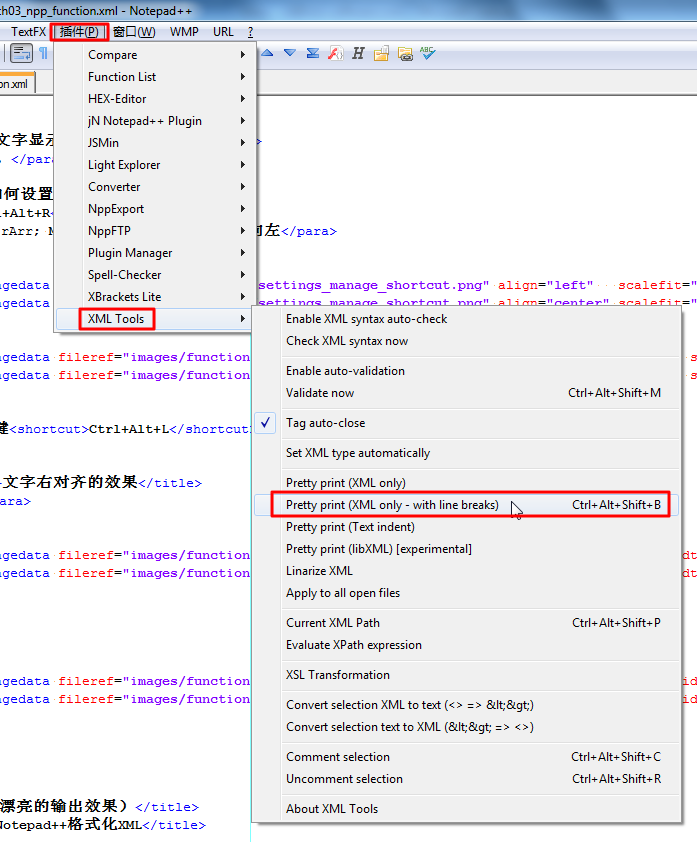 th03_npp_function.xml - Notepad++
TextFX 插件(P) 窗口(W) WMP URL ?
on.xml
Compare
Function List
HEX-Editor
jN Notepad++ Plugin
JSMin
Light Explorer
Converter
NppExport
NppFTP
Plugin Manager
Spell-Checker
XBrackets Lite
XML Tools
文字显示
</para
何设置
+Alt+R<
rArr; 左</para>
agedata settings_manage_shortcut.png" align="left" scalefit="
agedata settings_manage_shortcut.png" align="center" scalefit="
agedata fileref="images/function
agedata fileref="images/function
键<shortcut>Ctrl+Alt+L</shortcut
文字右对齐的效果</title>
ara>
agedata fileref="images/function
agedata fileref="images/function
agedata fileref="images/function
agedata fileref="images/function
漂亮的输出效果）</title>
Notepad++格式化XML</title>
Enable XML syntax auto-check
Check XML syntax now
Enable auto-validation
Validate now Ctrl+Alt+Shift+M
Tag auto-close
Set XML type automatically
Pretty print (XML only)
Pretty print (XML only - with line breaks) Ctrl+Alt+Shift+B
Pretty print (Text indent)
Pretty print (libXML) [experimental]
Linarize XML
Apply to all open files
Current XML Path Ctrl+Alt+Shift+P
Evaluate XPath expression
XSL Transformation
Convert selection XML to text (<> => &lt;&gt;)
Convert selection text to XML (&lt;&gt; => <>)
Comment selection Ctrl+Alt+Shift+C
Uncomment selection Ctrl+Alt+Shift+R
About XML Tools